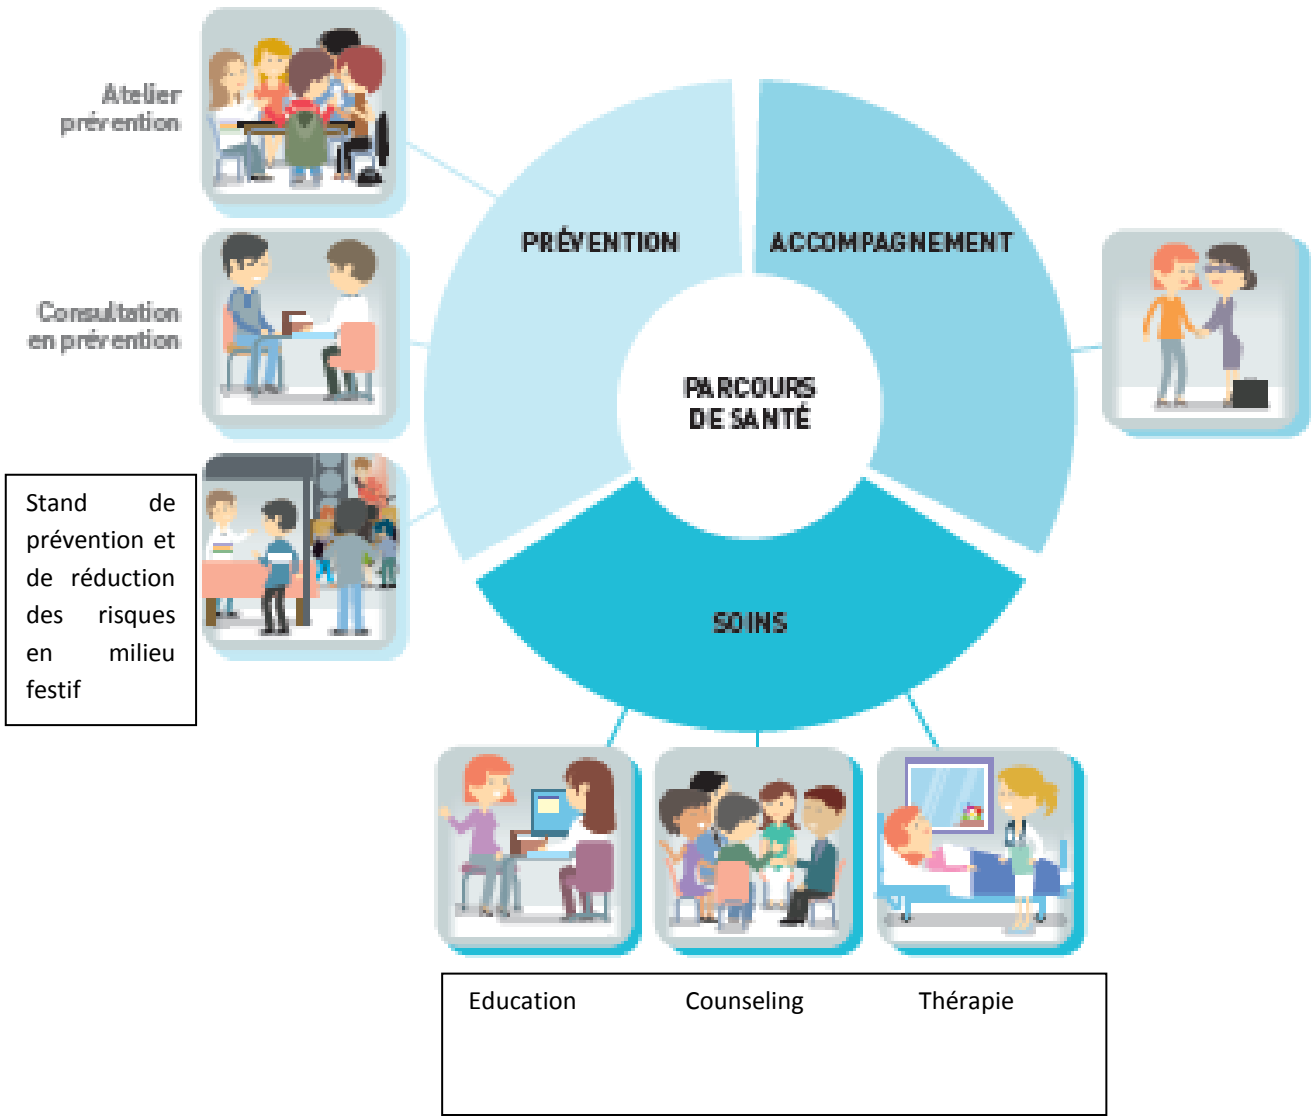 Atelier
prévention
PRÉVENTION
ACCOMPAGNEMENT
Consultation
en prévention
PARCOURS
DE SANTÉ
Stand de
prévention et
de réduction
des risques
en milieu
festif
SOINS
Education Counseling Thérapie